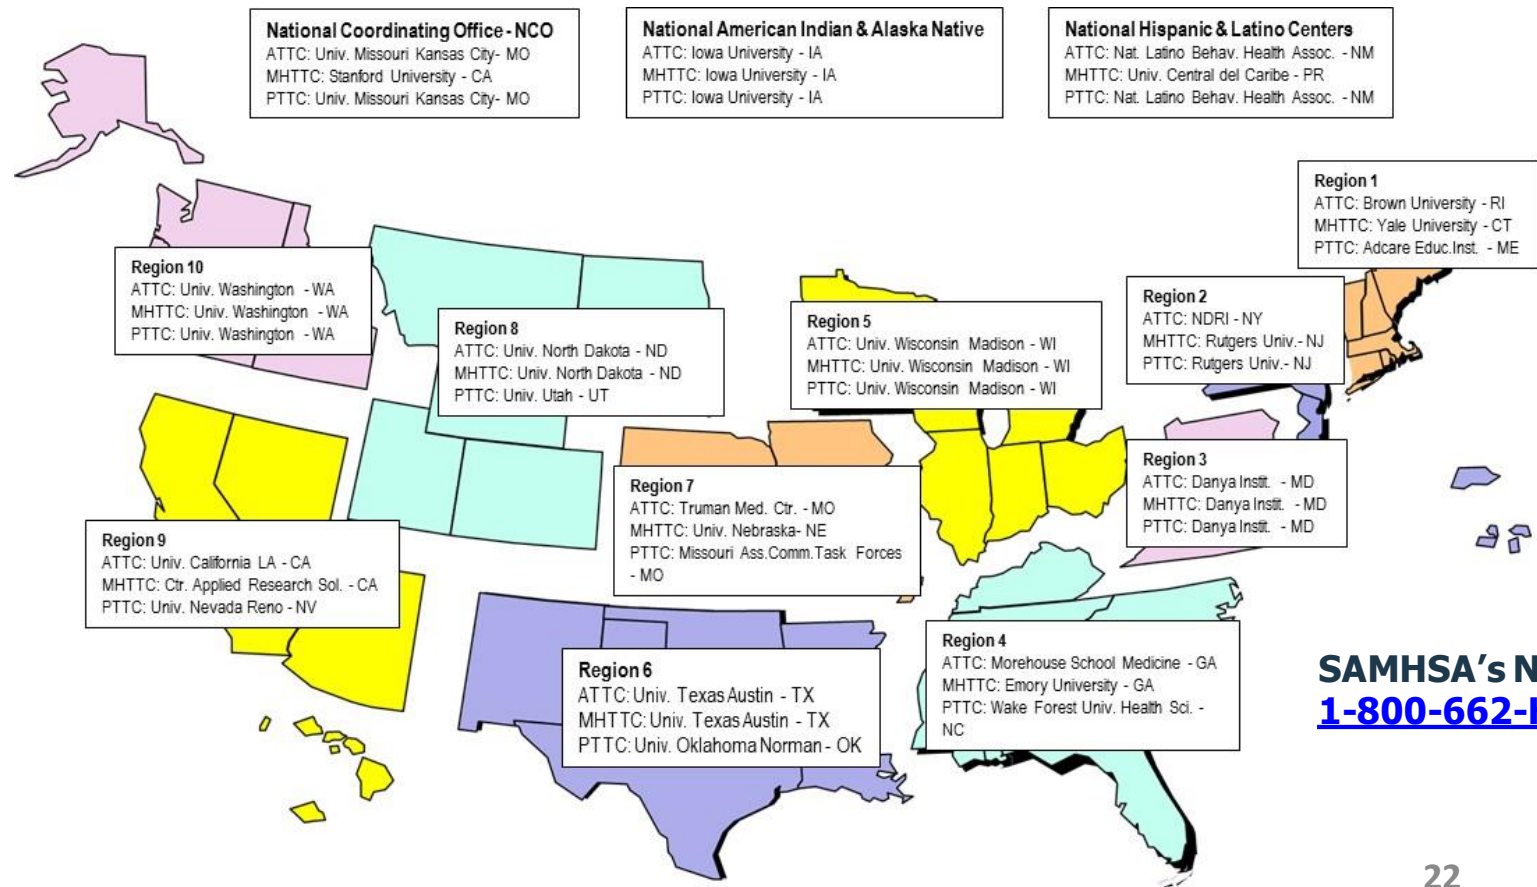 National Coordinating Office - NCO
ATTC: Univ. Missouri Kansas City- MO
MHTTC: Stanford University - CA
PTTC: Univ. Missouri Kansas City- MO
National American Indian & Alaska Native
ATTC: Iowa University - IA
MHTTC: Iowa University - IA
PTTC: Iowa University - IA
National Hispanic & Latino Centers
ATTC: Nat. Latino Behav. Health Assoc. - NM
MHTTC: Univ. Central del Caribe - PR
PTTC: Nat. Latino Behav. Health Assoc. - NM
Region 1
ATTC: Brown University - RI
MHTTC: Yale University - CT
PTTC: Adcare Educ.Inst. - ME
Region 10
ATTC: Univ. Washington - WA
MHTTC: Univ. Washington - WA
PTTC: Univ. Washington - WA
Region 8
ATTC: Univ. North Dakota - ND
MHTTC: Univ. North Dakota - ND
PTTC: Univ. Utah - UT
Region 5
ATTC: Univ. Wisconsin Madison - WI
MHTTC: Univ. Wisconsin Madison - WI
PTTC: Univ. Wisconsin Madison - WI
Region 2
ATTC: NDRI - NY
MHTTC: Rutgers Univ.- NJ
PTTC: Rutgers Univ.- NJ
Region 9
ATTC: Univ. California LA - CA
MHTTC: Ctr. Applied Research Sol. - CA
PTTC: Univ. Nevada Reno - NV
Region 7
ATTC: Truman Med. Ctr. - MO
MHTTC: Univ. Nebraska- NE
PTTC: Missouri Ass.Comm.Task Forces
- MO
Region 3
ATTC: Danya Instit. - MD
MHTTC: Danya Instit. - MD
PTTC: Danya Instit. - MD
Region 6
ATTC: Univ. Texas Austin - TX
MHTTC: Univ. Texas Austin - TX
PTTC: Univ. Oklahoma Norman - OK
Region 4
ATTC: Morehouse School Medicine - GA
MHTTC: Emory University - GA
PTTC: Wake Forest Univ. Health Sci. -
NC
SAMHSA's N
1-800-662-
22